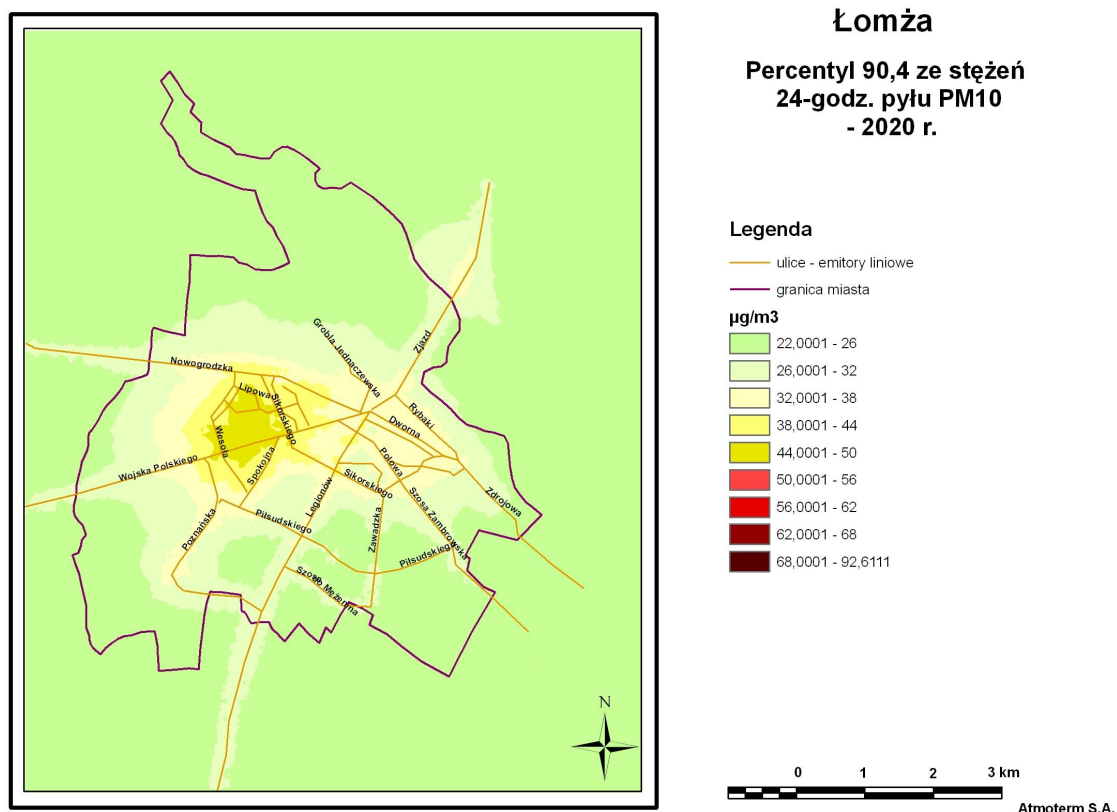 Łomża
Percentyl 90,4 ze stężeń
24-godz. pyłu PM10
- 2020 r.
Legenda
ulice - emitory liniowe
granica miasta
µg/m3
22,0001 - 26
26,0001 - 32
32,0001 - 38
38,0001 - 44
44,0001 - 50
50,0001 - 56
56,0001 - 62
62,0001 - 68
68,0001 - 92,6111
Grobla Jednaczewska
Zjazd
Nowogrodzka
Lipowa
Sikorskiego
Rybaki
Dworna
Wesoła
Wojska Polskiego
Spokojna
Polowa
Sikorskiego
Legionów
Szosa Zambrowska
Zdrojowa
Poznańska
Piłsudskiego
Zawadzka
Piłsudskiego
Szosa do Mężenina
N
0 1 2 3 km
Atmoterm S.A.